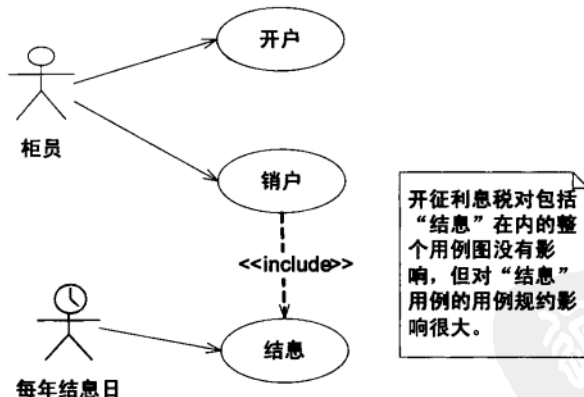 开户
柜员
销户
开征利息税对包括
“结息”在内的整
个用例图没有影
响，但对“结息”
用例的用例规约影
响很大。
<<include>>
结息
每年结息日